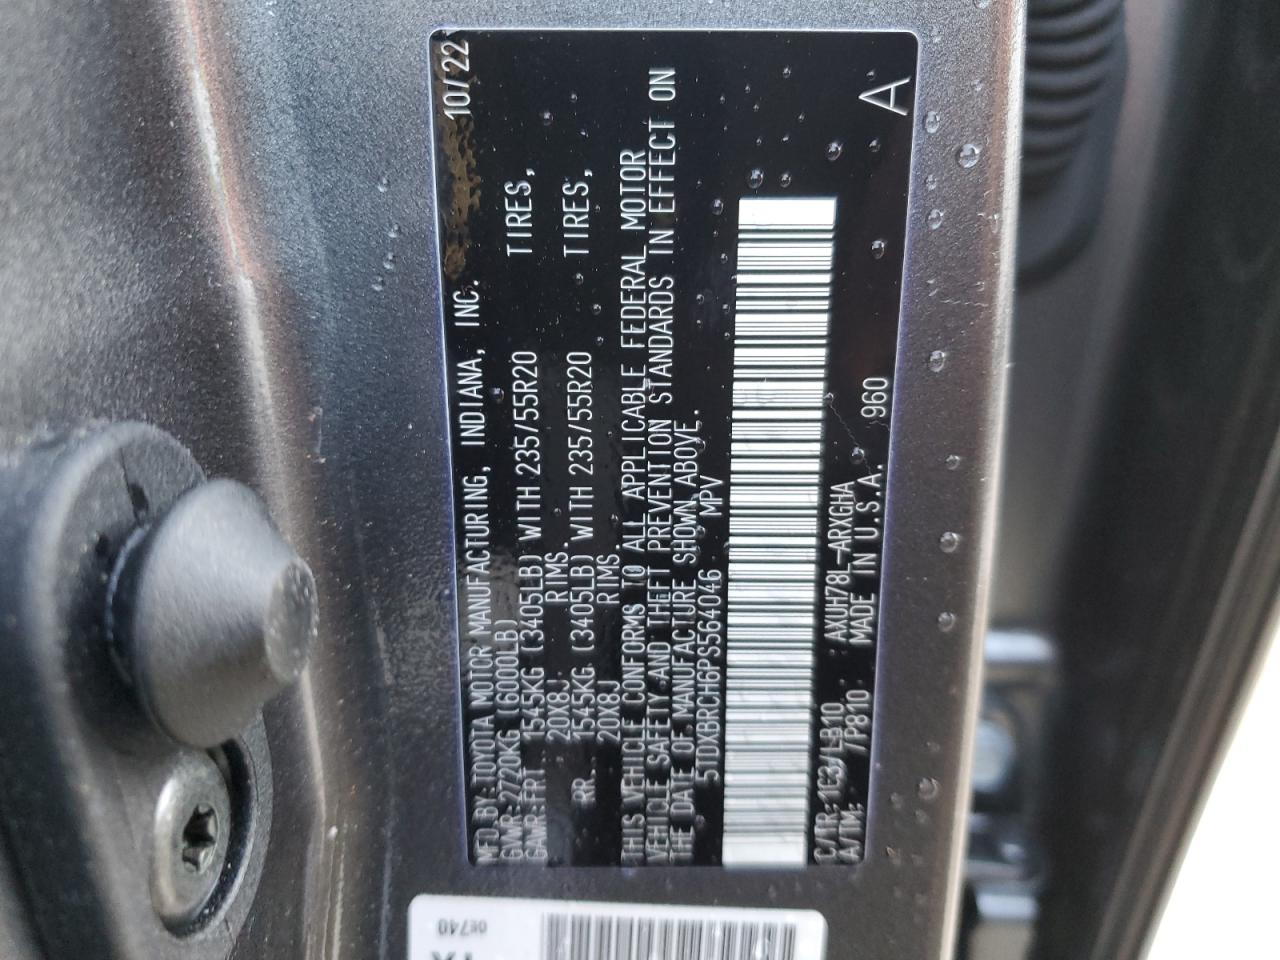 MFD. BY: TOYOTA MOTOR MANUFACTURING, INDIANA, INC. 10/22
GVWR: 2720KG (6000LB)
GAWR: FRT 1545KG (3405LB) WITH 235/55R20 TIRES,
20X8J RIMS,
RR. 1545KG (3405LB) WITH 235/55R20 TIRES,
20X8J RIMS.
THIS VEHICLE CONFORMS TO ALL APPLICABLE FEDERAL MOTOR
VEHICLE SAFETY AND THEFT PREVENTION STANDARDS IN EFFECT ON
THE DATE OF MANUFACTURE SHOWN ABOVE.
5TDXBRCH6PS564046 MPV
C/TR: 1G3/LB10 AXUH78L-ARXGHA
A/TM: /P810 MADE IN U.S.A. 960 A
0E740